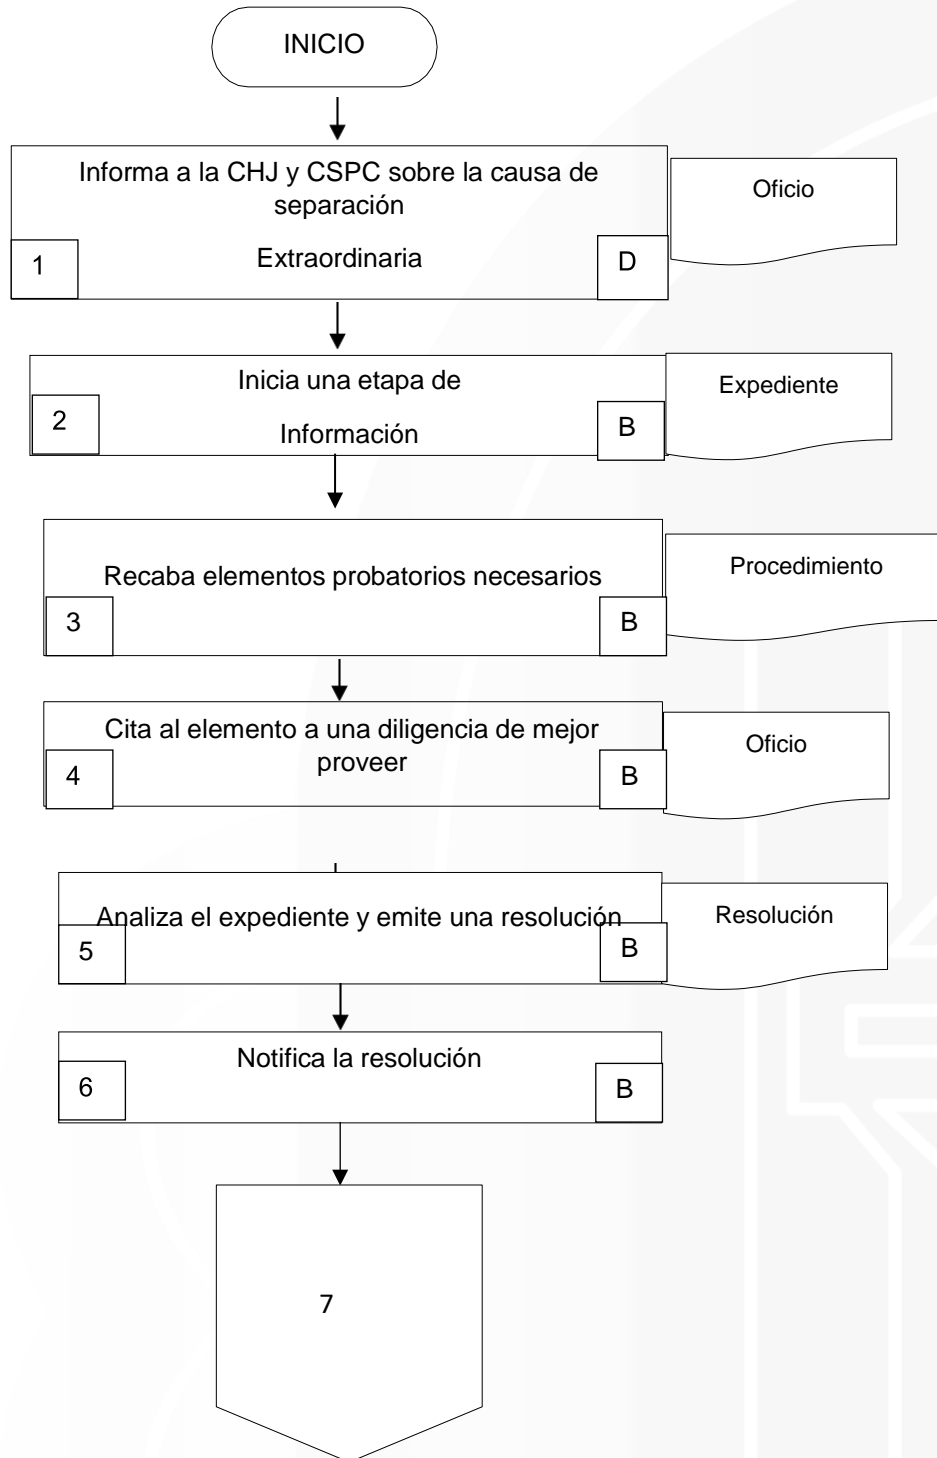 INICIO
Informa a la CHJ y CSPC sobre la causa de
separación
Extraordinaria
1
D
Oficio
Inicia una etapa de
Información
2
B
Expediente
Recaba elementos probatorios necesarios
3
B
Procedimiento
Cita al elemento a una diligencia de mejor
proveer
4
B
Oficio
Analiza el expediente y emite una resolución
5
B
Resolución
Notifica la resolución
6
B
7